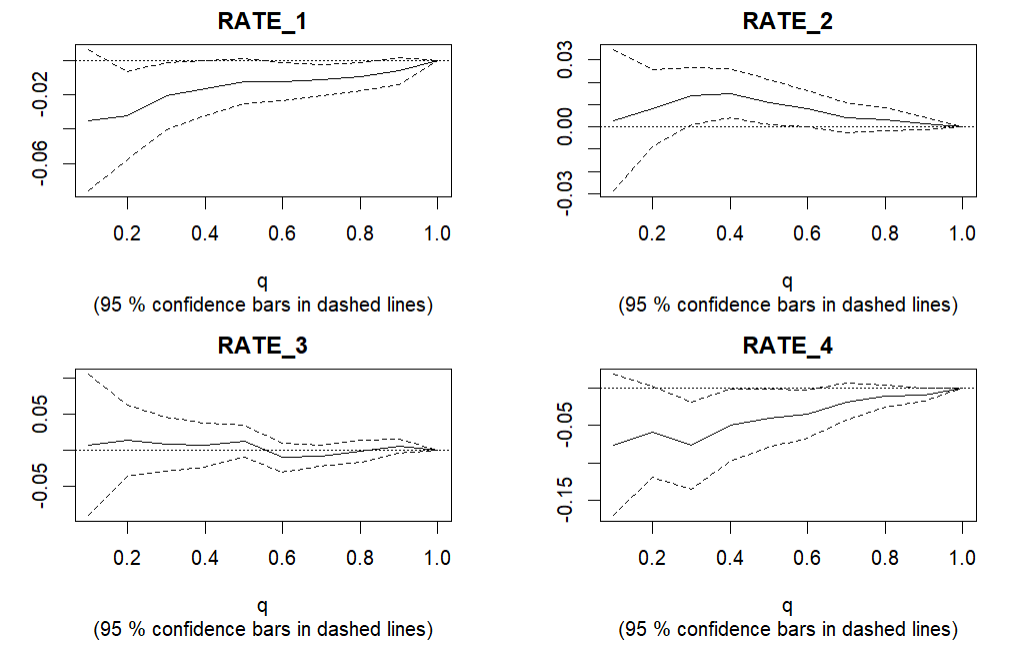 RATE_1
-0.02
-0.06
0.2 0.4 0.6 0.8 1.0
q
(95 % confidence bars in dashed lines)
RATE_2
0.03
0.00
-0.03
0.2 0.4 0.6 0.8 1.0
q
(95 % confidence bars in dashed lines)
RATE_3
0.05
-0.05
0.2 0.4 0.6 0.8 1.0
q
(95 % confidence bars in dashed lines)
RATE_4
-0.05
-0.15
0.2 0.4 0.6 0.8 1.0
q
(95 % confidence bars in dashed lines)